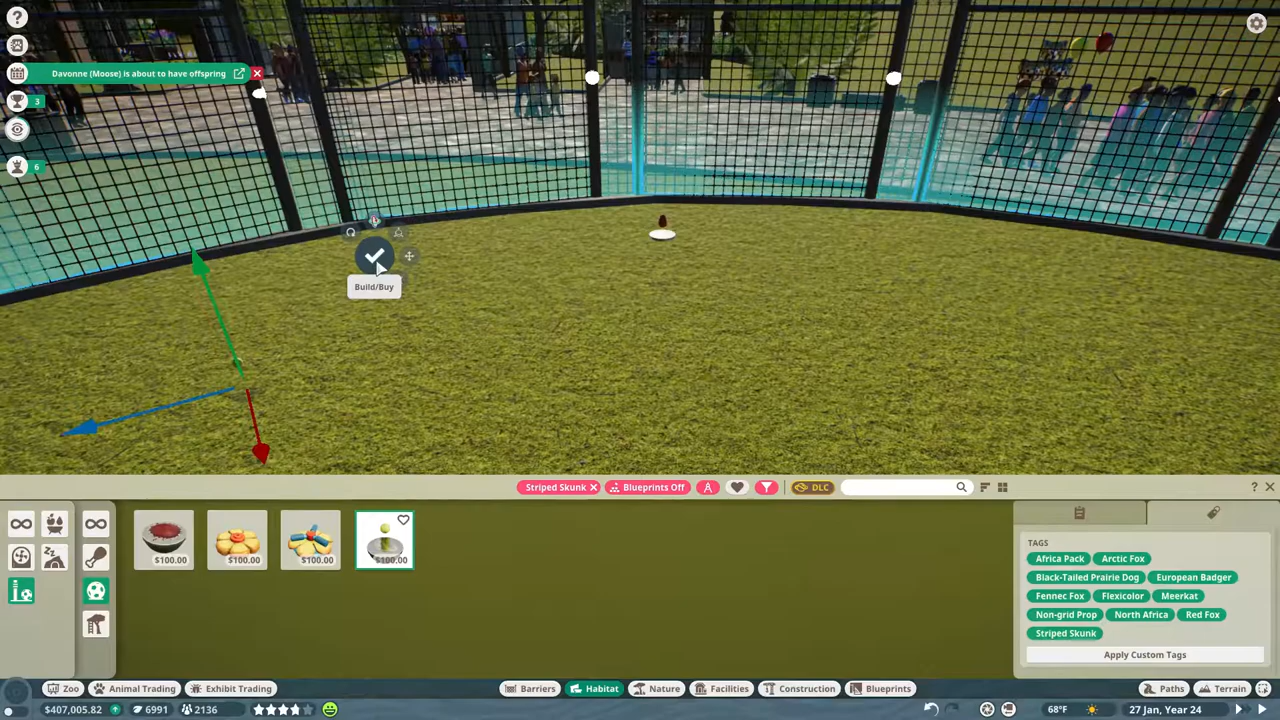 ?
Davonne (Moose) is about to have offspring
3
6
Build/Buy
Striped Skunk ×
Blueprints Off
DLC
? ×
$100.00
$100.00
$100.00
$100.00
TAGS
Africa Pack
Arctic Fox
Black-Tailed Prairie Dog
European Badger
Fennec Fox
Flexicolor
Meerkat
Non-grid Prop
North Africa
Red Fox
Striped Skunk
Apply Custom Tags
Zoo
Animal Trading
Exhibit Trading
Barriers
Habitat
Nature
Facilities
Construction
Blueprints
Paths
Terrain
$407,005.82
6991
2136
68°F
27 Jan, Year 24